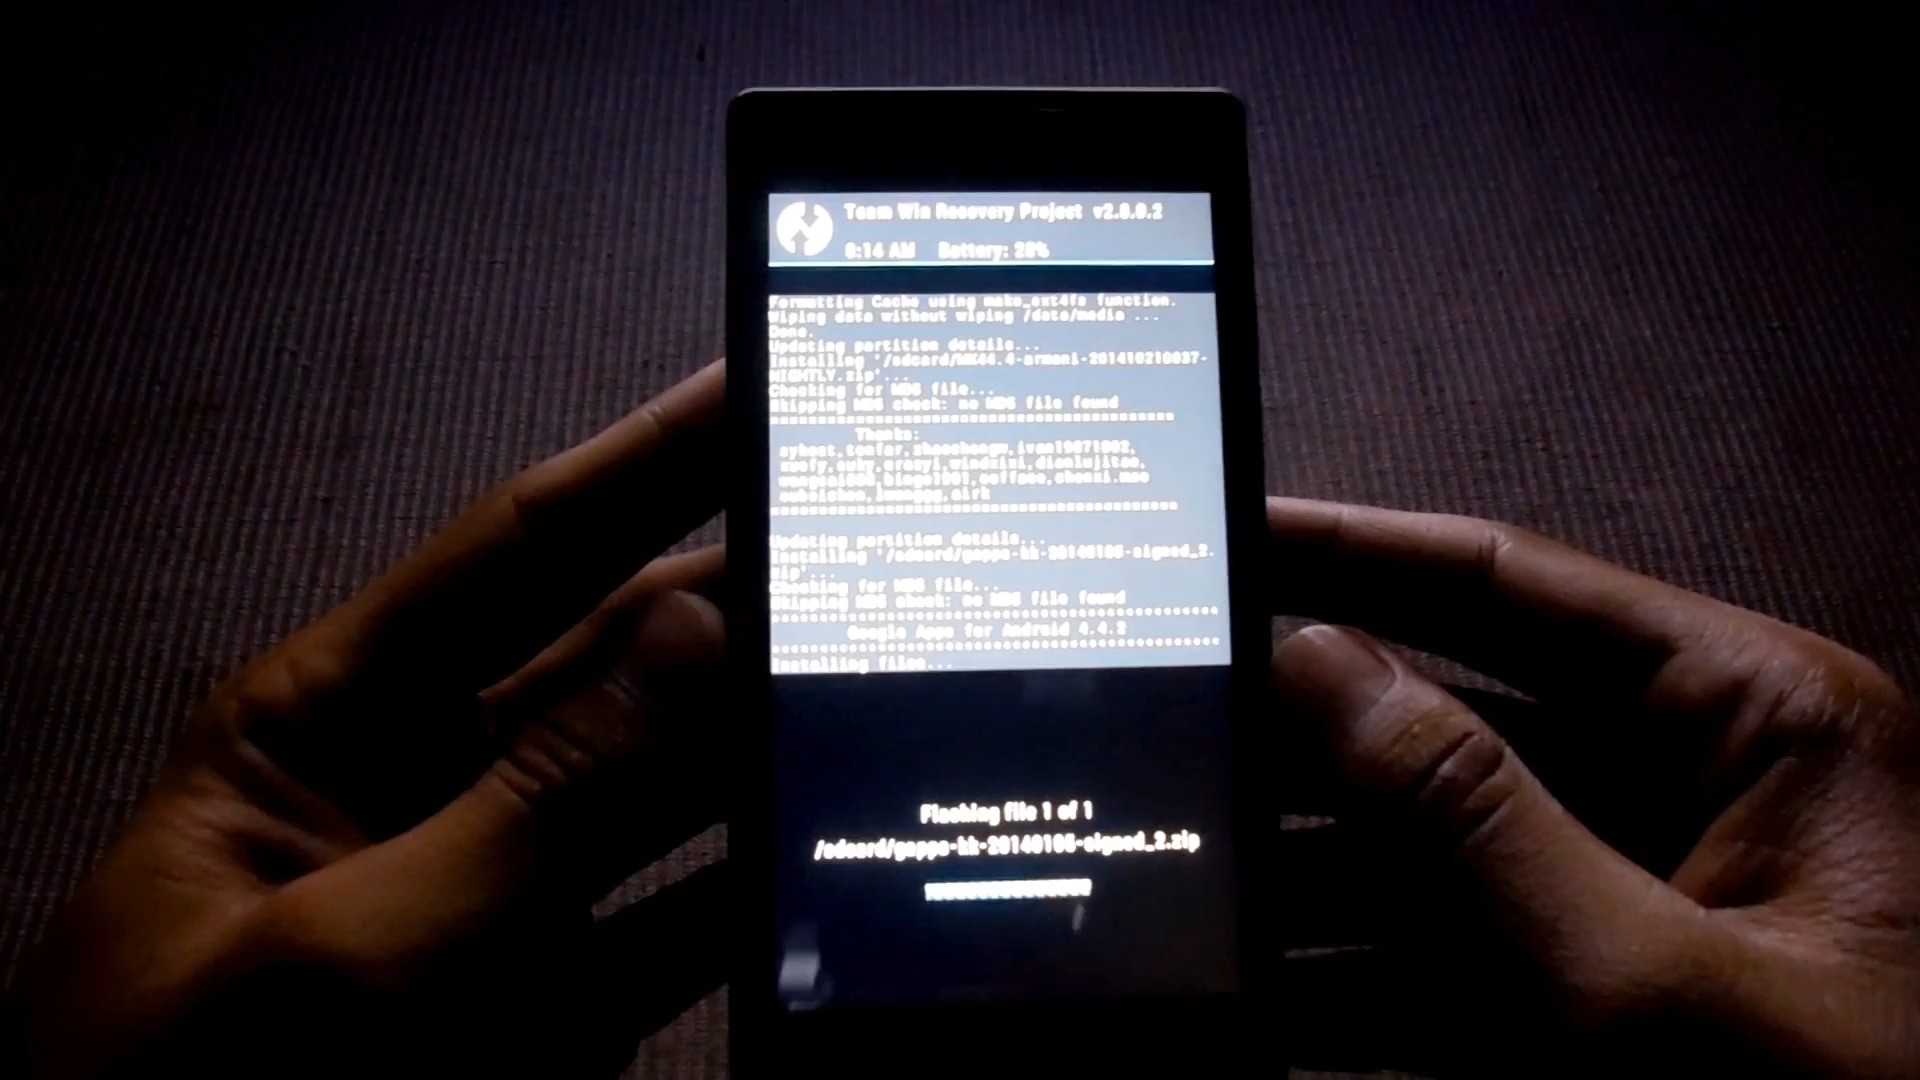 Team Win Recovery Project v2.8.0.2
8:14 AM Battery: 28%
Formatting Cache using make_ext4fs function.
Wiping data without wiping /data/media ...
Done.
Updating partition details...
Installing '/sdcard/MK44.4-armani-201410210037-
NIGHTLY.zip'...
Checking for MD5 file...
Skipping MD5 check: no MD5 file found
Thanks:
Updating partition details...
Installing '/sdcard/gapps-kk-20140105-signed_2.
zip'...
Checking for MD5 file...
Skipping MD5 check: no MD5 file found
Google Apps for Android 4.4.2
Installing files...
Flashing file 1 of 1
/sdcard/gapps-kk-20140105-signed_2.zip